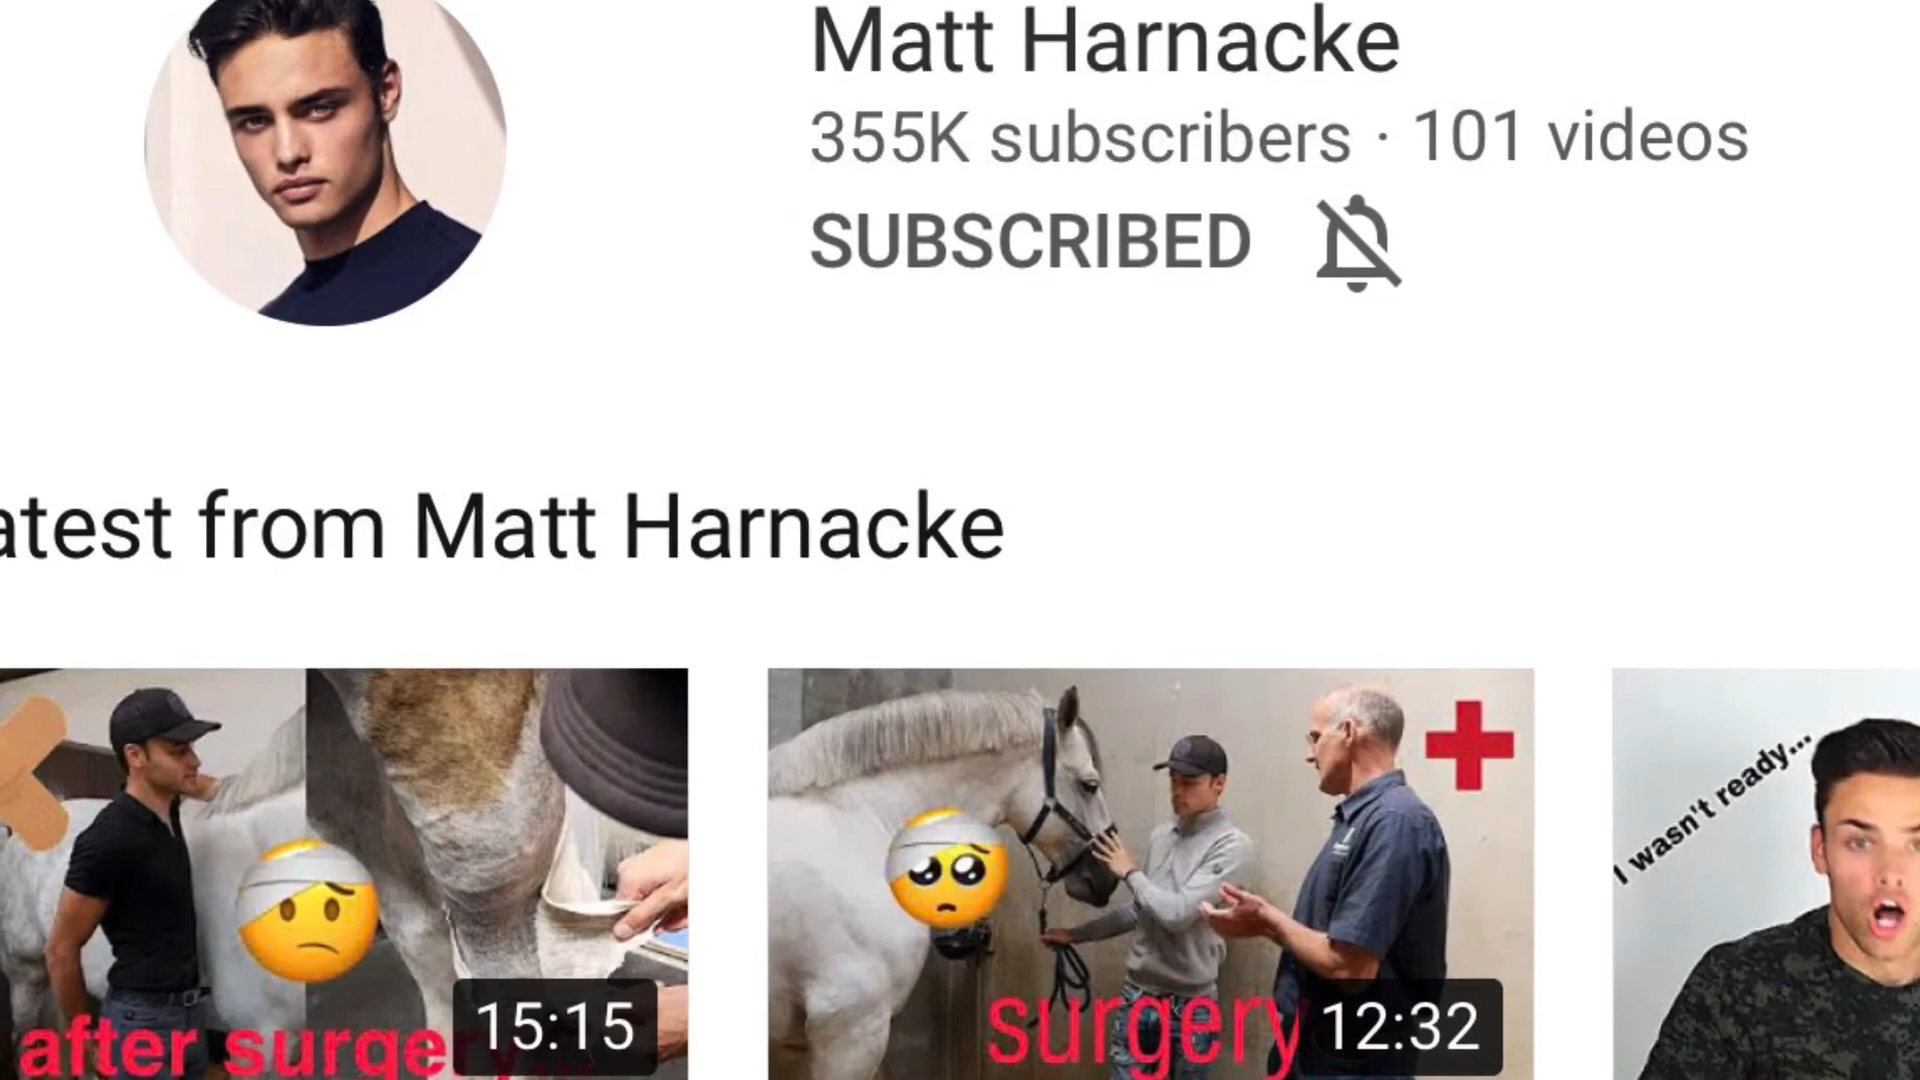 Matt Harnacke
355K subscribers · 101 videos
SUBSCRIBED
atest from Matt Harnacke
after surgery...
15:15
surgery
12:32
I wasn't ready...